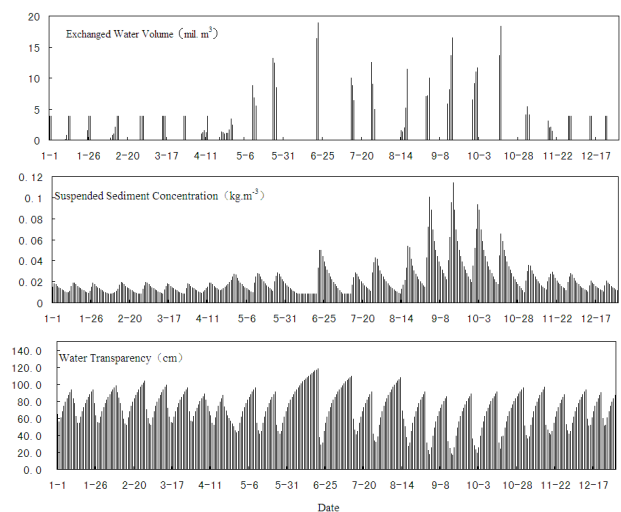 Exchanged Water Volume (mil. m³)
20
15
10
5
0
1-1 1-26 2-20 3-17 4-11 5-6 5-31 6-25 7-20 8-14 9-8 10-3 10-28 11-22 12-17
Suspended Sediment Concentration (kg.m⁻³)
0.12
0.1
0.08
0.06
0.04
0.02
0
1-1 1-26 2-20 3-17 4-11 5-6 5-31 6-25 7-20 8-14 9-8 10-3 10-28 11-22 12-17
Water Transparency (cm)
140.0
120.0
100.0
80.0
60.0
40.0
20.0
0.0
1-1 1-26 2-20 3-17 4-11 5-6 5-31 6-25 7-20 8-14 9-8 10-3 10-28 11-22 12-17
Date